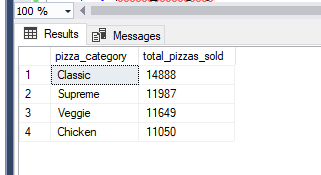 100 %
Results Messages
pizza_category total_pizzas_sold
1 Classic 14888
2 Supreme 11987
3 Veggie 11649
4 Chicken 11050